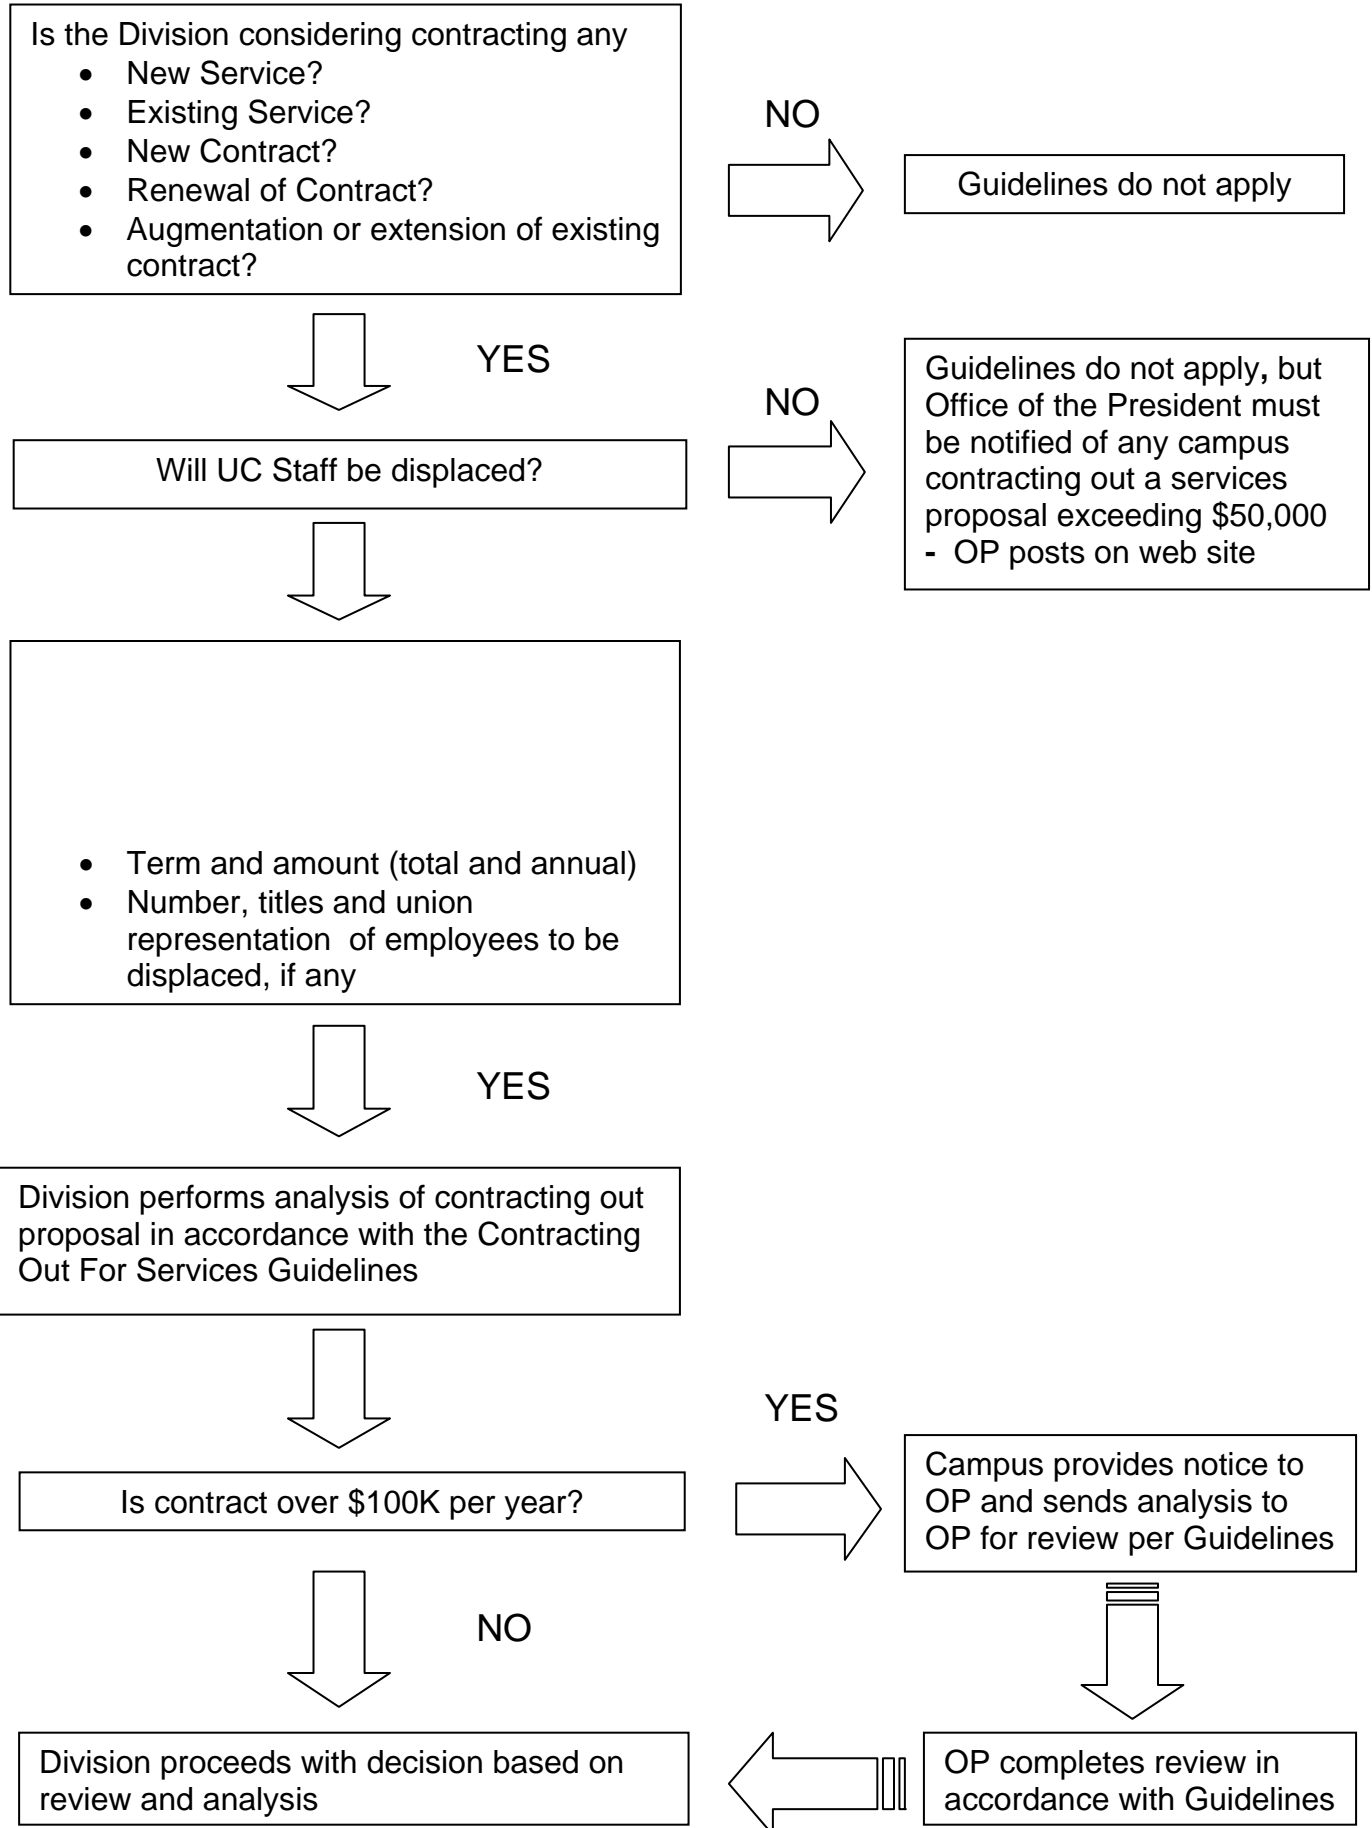 Is the Division considering contracting any
• New Service?
• Existing Service?
• New Contract?
• Renewal of Contract?
• Augmentation or extension of existing
contract?
NO
Guidelines do not apply
YES
Will UC Staff be displaced?
NO
Guidelines do not apply, but
Office of the President must
be notified of any campus
contracting out a services
proposal exceeding $50,000
- OP posts on web site
• Term and amount (total and annual)
• Number, titles and union
representation of employees to be
displaced, if any
YES
Division performs analysis of contracting out
proposal in accordance with the Contracting
Out For Services Guidelines
Is contract over $100K per year?
YES
Campus provides notice to
OP and sends analysis to
OP for review per Guidelines
NO
Division proceeds with decision based on
review and analysis
OP completes review in
accordance with Guidelines